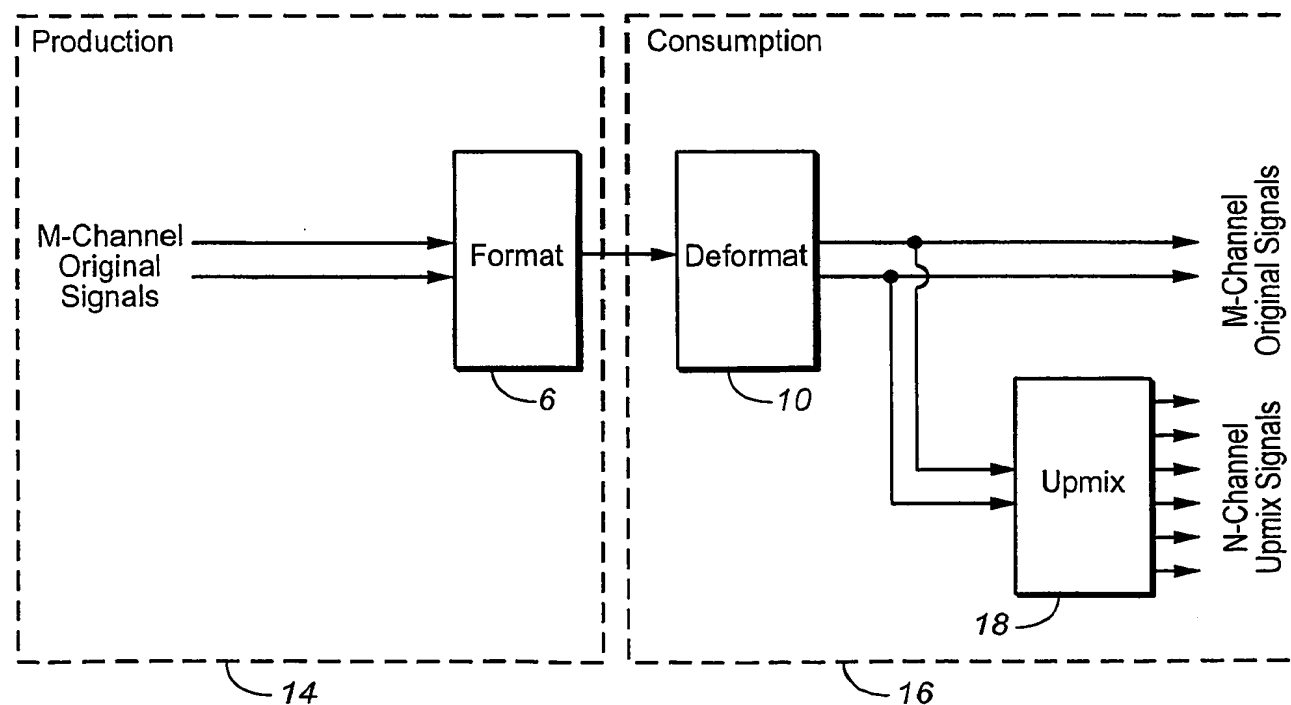 Production
Consumption
M-Channel
Original
Signals
Format
Deformat
M-Channel
Original Signals
6
10
Upmix
N-Channel
Upmix Signals
18
14
16